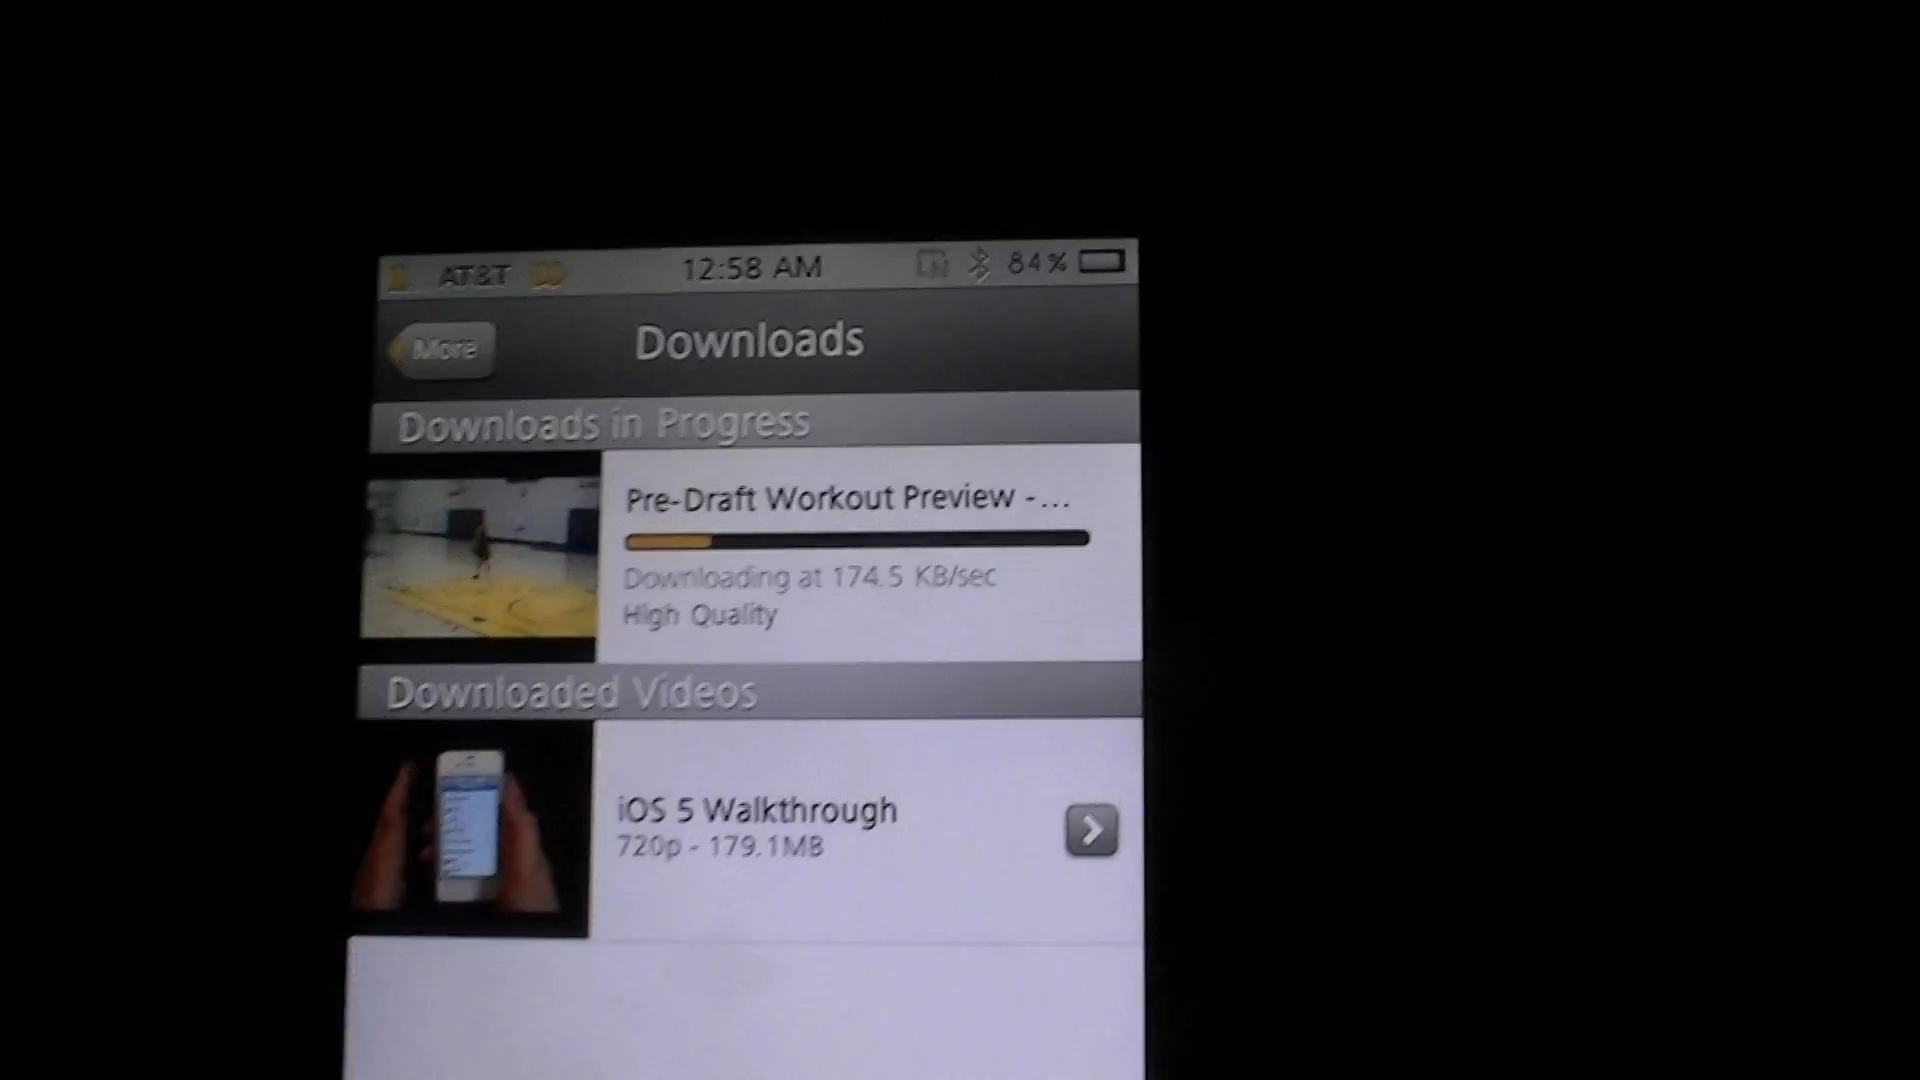 AT&T 12:58 AM 84%
More Downloads
Downloads in Progress
Pre-Draft Workout Preview -...
Downloading at 174.5 KB/sec
High Quality
Downloaded Videos
iOS 5 Walkthrough
720p - 179.1MB